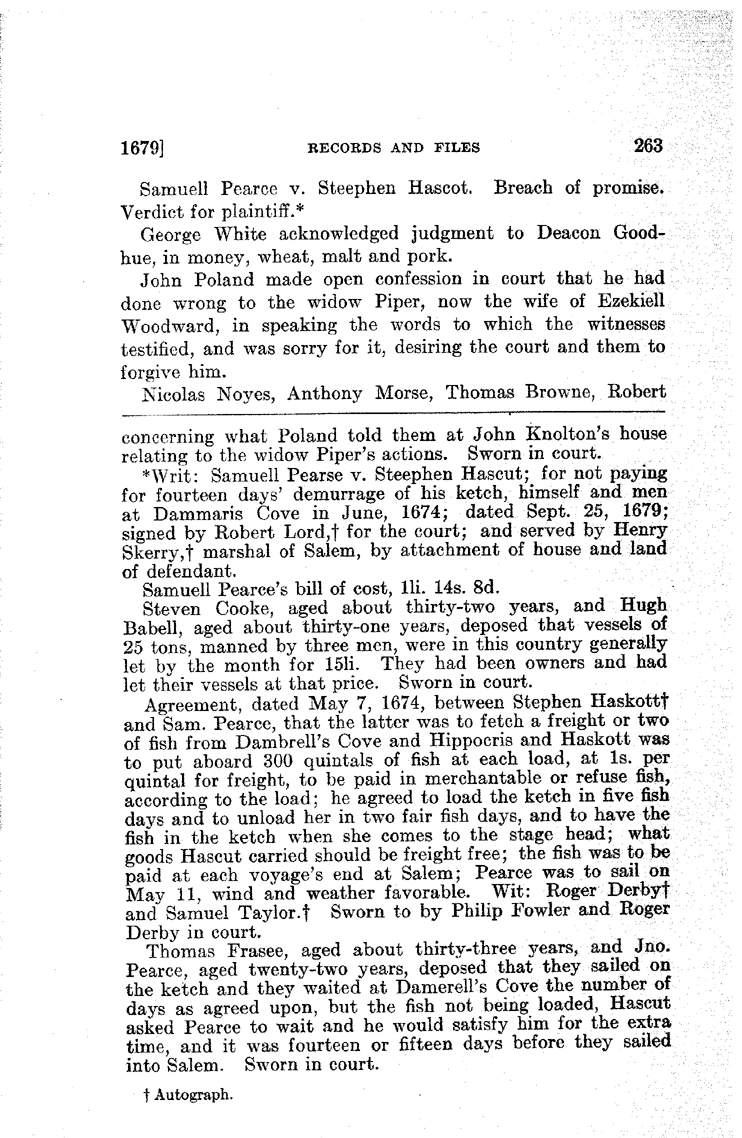 1679] RECORDS AND FILES 263
Samuell Pearce v. Steephen Hascot. Breach of promise.
Verdict for plaintiff.*
George White acknowledged judgment to Deacon Good-
hue, in money, wheat, malt and pork.
John Poland made open confession in court that he had
done wrong to the widow Piper, now the wife of Ezekiell
Woodward, in speaking the words to which the witnesses
testified, and was sorry for it, desiring the court and them to
forgive him.
Nicolas Noyes, Anthony Morse, Thomas Browne, Robert
concerning what Poland told them at John Knolton's house
relating to the widow Piper's actions. Sworn in court.
*Writ: Samuell Pearse v. Steephen Hascut; for not paying
for fourteen days' demurrage of his ketch, himself and men
at Dammaris Cove in June, 1674; dated Sept. 25, 1679;
signed by Robert Lord,† for the court; and served by Henry
Skerry,† marshal of Salem, by attachment of house and land
of defendant.
Samuell Pearce's bill of cost, 1li. 14s. 8d.
Steven Cooke, aged about thirty-two years, and Hugh
Babell, aged about thirty-one years, deposed that vessels of
25 tons, manned by three men, were in this country generally
let by the month for 15li. They had been owners and had
let their vessels at that price. Sworn in court.
Agreement, dated May 7, 1674, between Stephen Haskott†
and Sam. Pearce, that the latter was to fetch a freight or two
of fish from Dambrell's Cove and Hippocris and Haskott was
to put aboard 300 quintals of fish at each load, at 1s. per
quintal for freight, to be paid in merchantable or refuse fish,
according to the load; he agreed to load the ketch in five fish
days and to unload her in two fair fish days, and to have the
fish in the ketch when she comes to the stage head; what
goods Hascut carried should be freight free; the fish was to be
paid at each voyage's end at Salem; Pearce was to sail on
May 11, wind and weather favorable. Wit: Roger Derby†
and Samuel Taylor.† Sworn to by Philip Fowler and Roger
Derby in court.
Thomas Frasee, aged about thirty-three years, and Jno.
Pearce, aged twenty-two years, deposed that they sailed on
the ketch and they waited at Damerell's Cove the number of
days as agreed upon, but the fish not being loaded, Hascut
asked Pearce to wait and he would satisfy him for the extra
time, and it was fourteen or fifteen days before they sailed
into Salem. Sworn in court.
† Autograph.